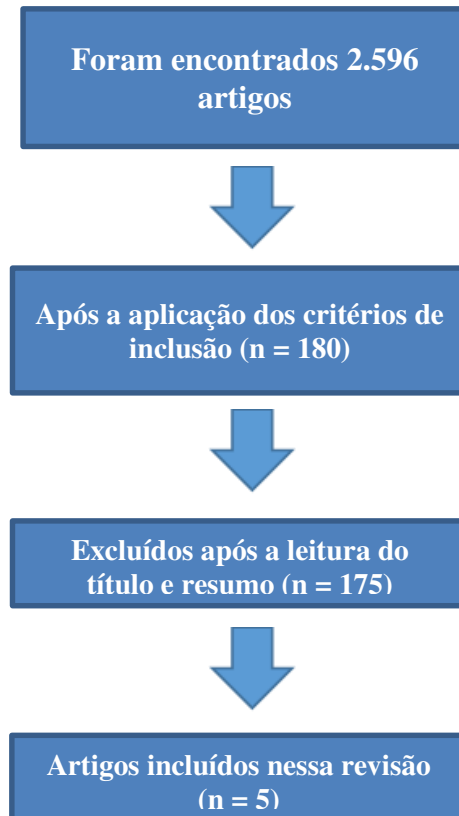 Foram encontrados 2.596
artigos
Após a aplicação dos critérios de
inclusão (n = 180)
Excluídos após a leitura do
título e resumo (n = 175)
Artigos incluídos nessa revisão
(n = 5)